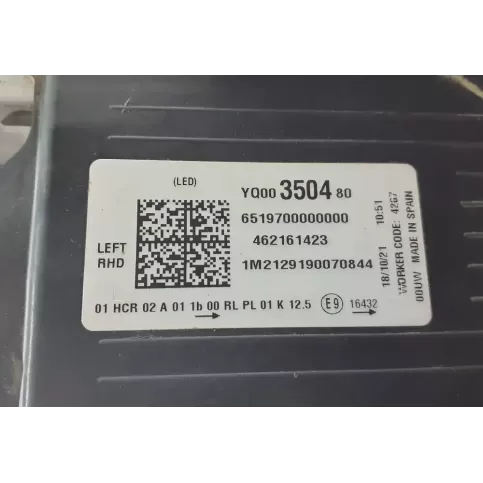 (LED)
YQ00 3504 80
6519700000000
462161423
1M2129190070844
LEFT
RHD
01 HCR 02 A 01 1b 00 RL PL 01 K 12.5 E9 16432
18/10/21 10:51
WORKER CODE: 4267
00UW MADE IN SPAIN